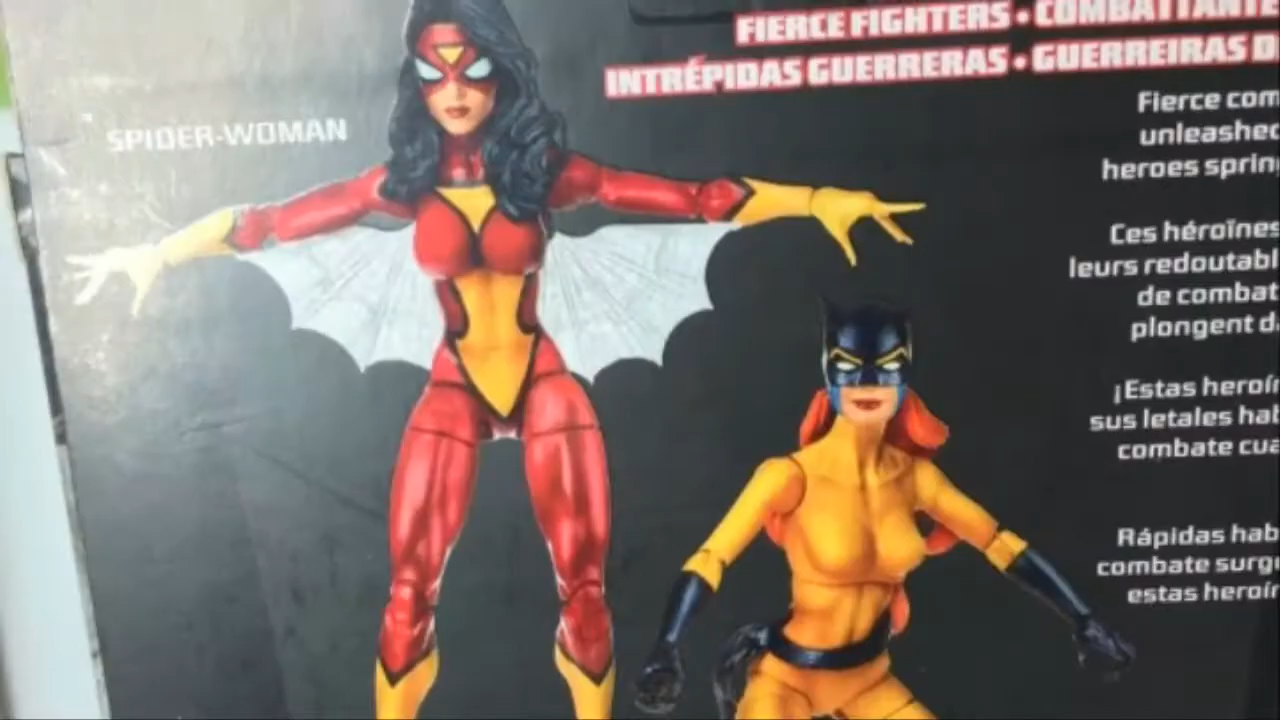 FIERCE FIGHTERS • COMBATTANTE
INTRÉPIDAS GUERRERAS • GUERREIRAS D
SPIDER-WOMAN
Fierce com
unleashed
heroes spring
Ces héroïnes
leurs redoutabl
de combat
plongent d
¡Estas heroín
sus letales hab
combate cua
Rápidas hab
combate surg
estas heroín